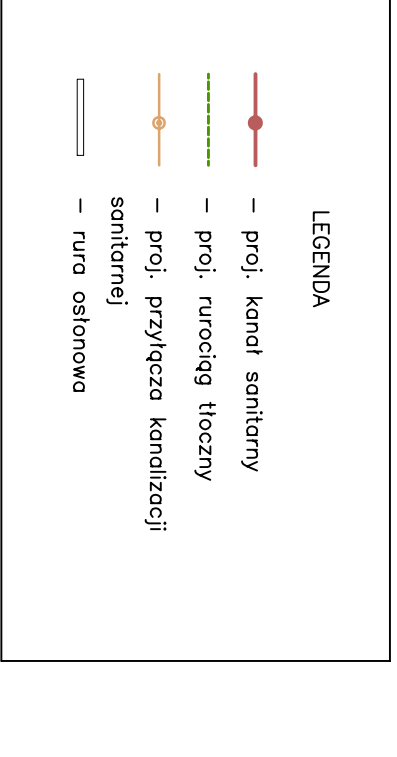 LEGENDA
– proj. kanał sanitarny
– proj. rurociąg tłoczny
– proj. przyłącza kanalizacji
sanitarnej
– rura osłonowa